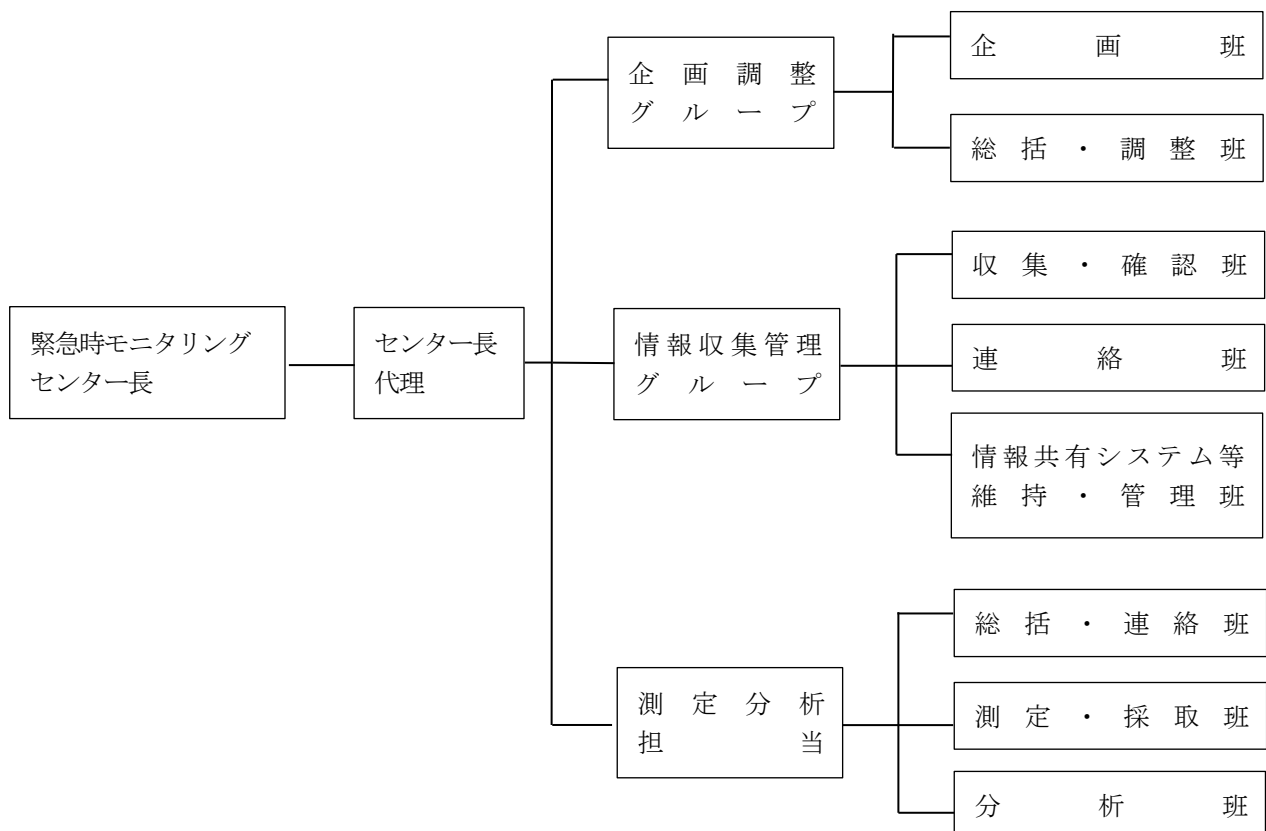 緊急時モニタリング
センター長
センター長
代理
企画調整
グループ
企画班
総括・調整班
情報収集管理
グループ
収集・確認班
連絡班
情報共有システム等
維持・管理班
測定分析
担当
総括・連絡班
測定・採取班
分析班